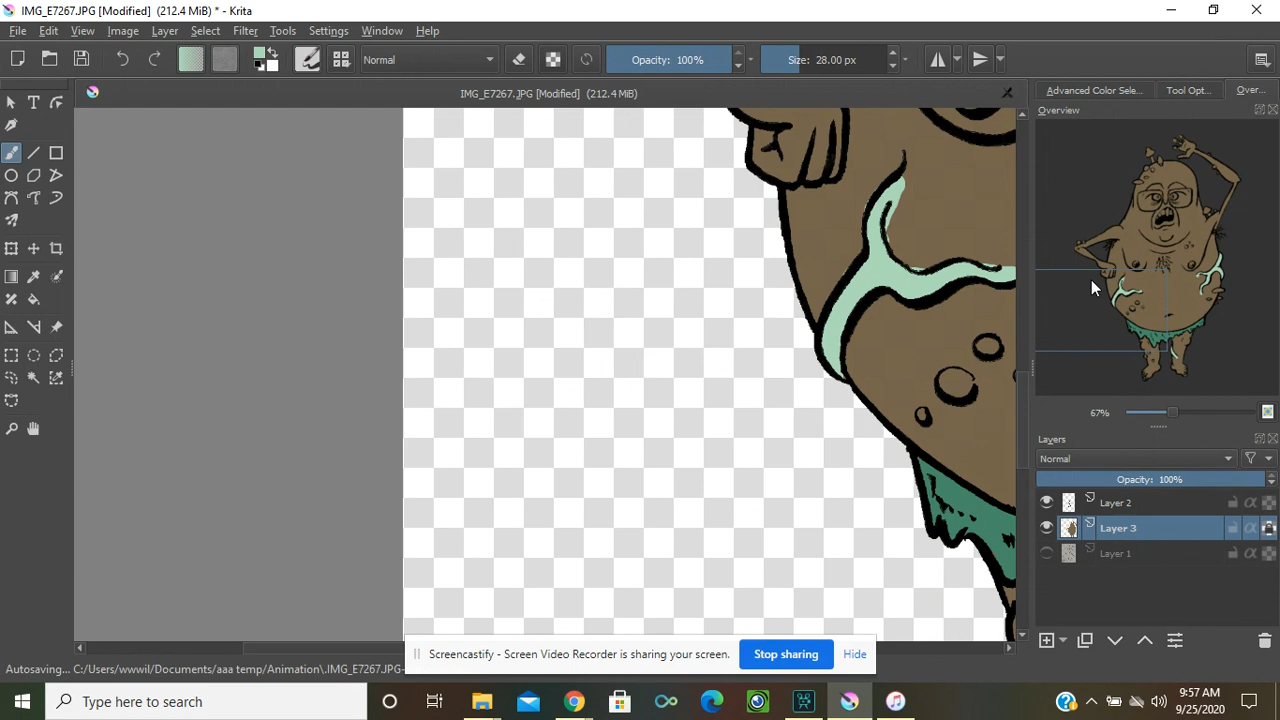 IMG_E7267.JPG [Modified] (212.4 MiB) * - Krita
File Edit View Image Layer Select Filter Tools Settings Window Help
Normal Opacity: 100% Size: 28.00 px
IMG_E7267.JPG [Modified] (212.4 MiB)
Advanced Color Sele... Tool Opt... Over...
Overview
67%
Layers
Normal
Opacity: 100%
Layer 2
Layer 3
Layer 1
Screencastify - Screen Video Recorder is sharing your screen. Stop sharing Hide
Autosaving... C:/Users/wwwil/Documents/aaa temp/Animation\.IMG_E7267.JPG-
Type here to search
9:57 AM
9/25/2020